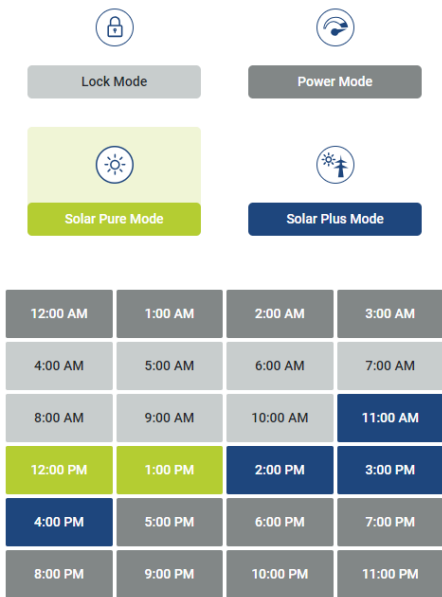 Lock Mode
Power Mode
Solar Pure Mode
Solar Plus Mode
12:00 AM 1:00 AM 2:00 AM 3:00 AM
4:00 AM 5:00 AM 6:00 AM 7:00 AM
8:00 AM 9:00 AM 10:00 AM 11:00 AM
12:00 PM 1:00 PM 2:00 PM 3:00 PM
4:00 PM 5:00 PM 6:00 PM 7:00 PM
8:00 PM 9:00 PM 10:00 PM 11:00 PM